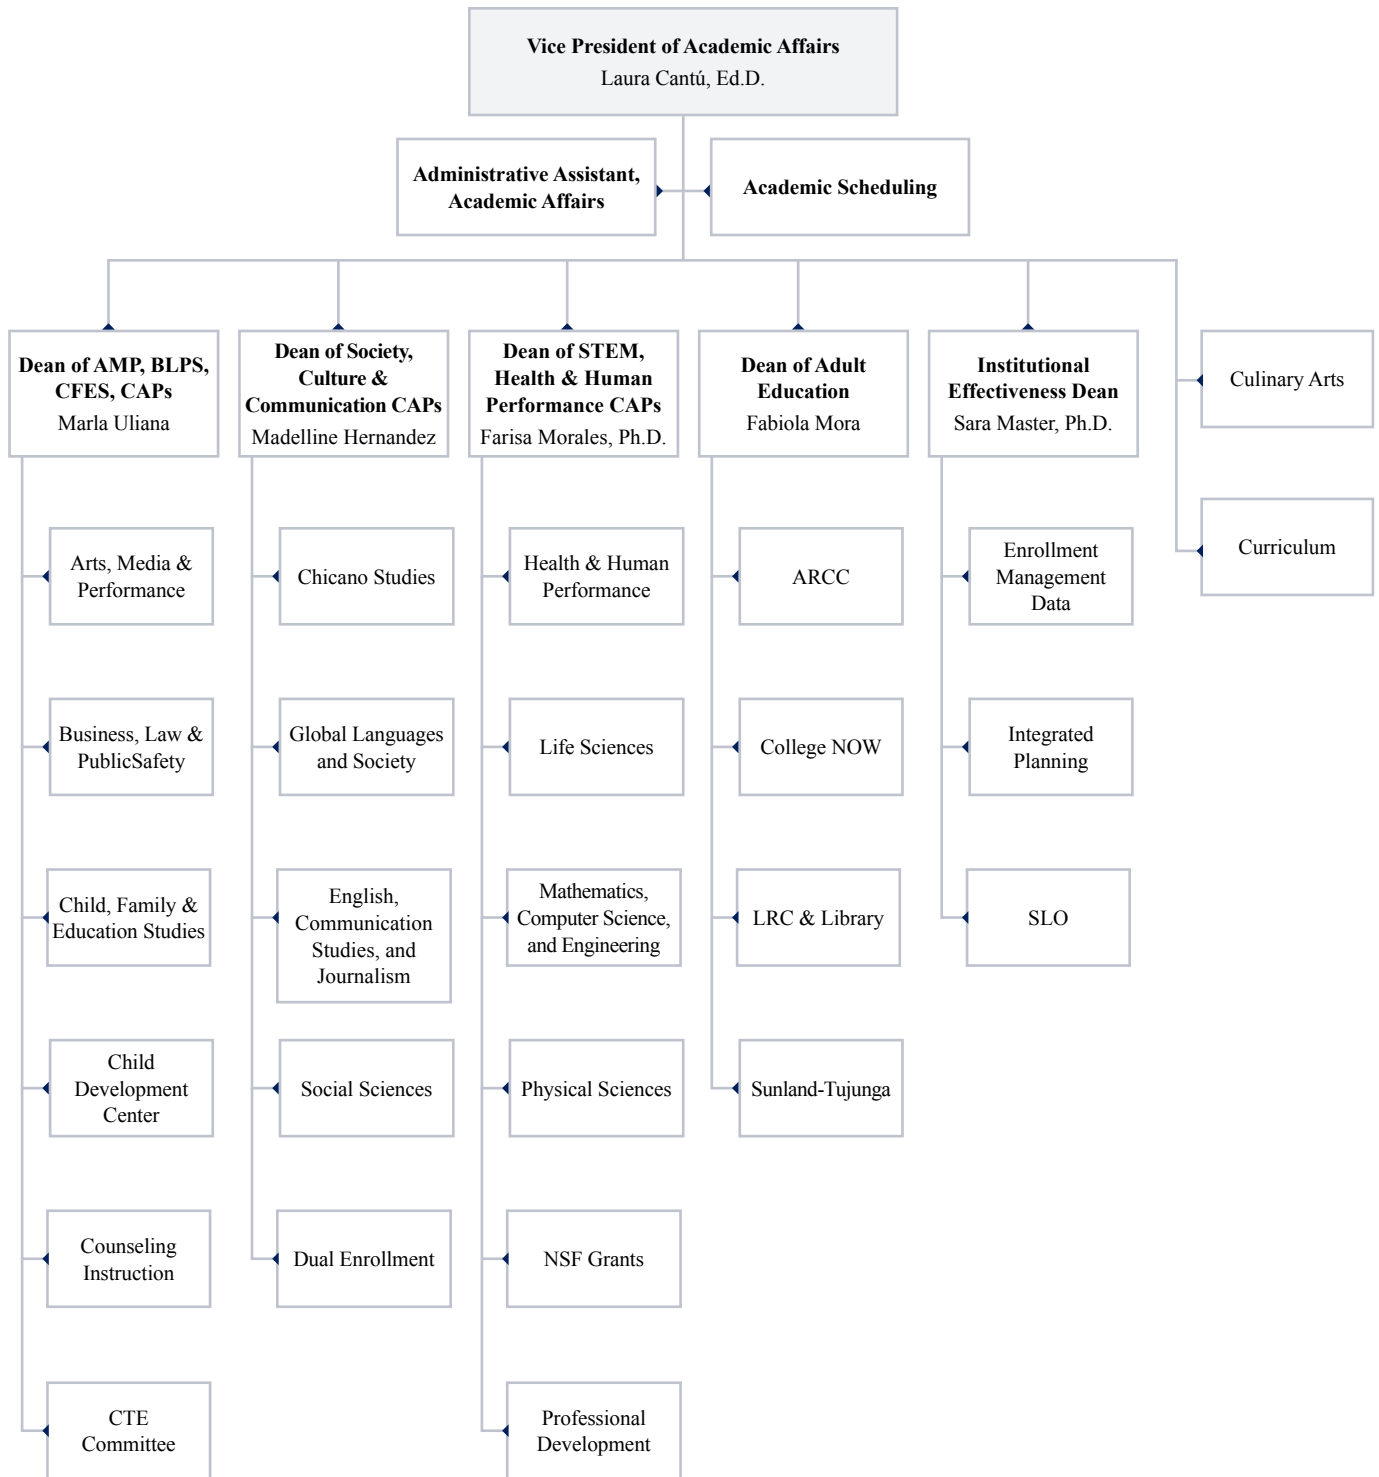 Vice President of Academic Affairs
Laura Cantú, Ed.D.
Administrative Assistant,
Academic Affairs
Academic Scheduling
Dean of AMP, BLPS,
CFES, CAPs
Marla Uliana
Dean of Society,
Culture &
Communication CAPs
Madelline Hernandez
Dean of STEM,
Health & Human
Performance CAPs
Farisa Morales, Ph.D.
Dean of Adult
Education
Fabiola Mora
Institutional
Effectiveness Dean
Sara Master, Ph.D.
Culinary Arts
Curriculum
Arts, Media &
Performance
Business, Law &
PublicSafety
Child, Family &
Education Studies
Child
Development
Center
Counseling
Instruction
CTE
Committee
Chicano Studies
Global Languages
and Society
English,
Communication
Studies, and
Journalism
Social Sciences
Dual Enrollment
Health & Human
Performance
Life Sciences
Mathematics,
Computer Science,
and Engineering
Physical Sciences
NSF Grants
Professional
Development
ARCC
College NOW
LRC & Library
Sunland-Tujunga
Enrollment
Management
Data
Integrated
Planning
SLO